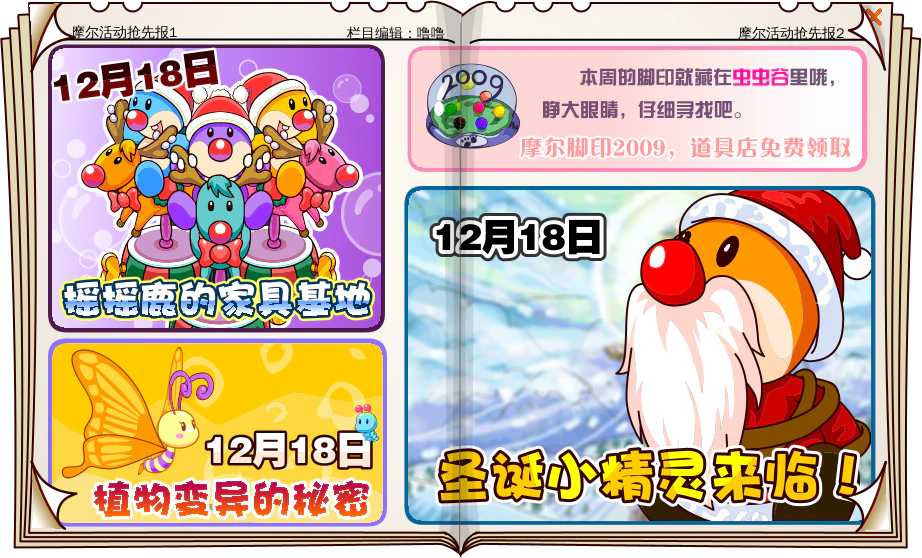 摩尔活动抢先报1
栏目编辑：噜噜
12月18日
摇摇鹿的家具基地
12月18日
植物变异的秘密
摩尔活动抢先报2
2009
本周的脚印就藏在虫虫谷里哦，
睁大眼睛，仔细寻找吧。
摩尔脚印2009，道具店免费领取
12月18日
圣诞小精灵来临！